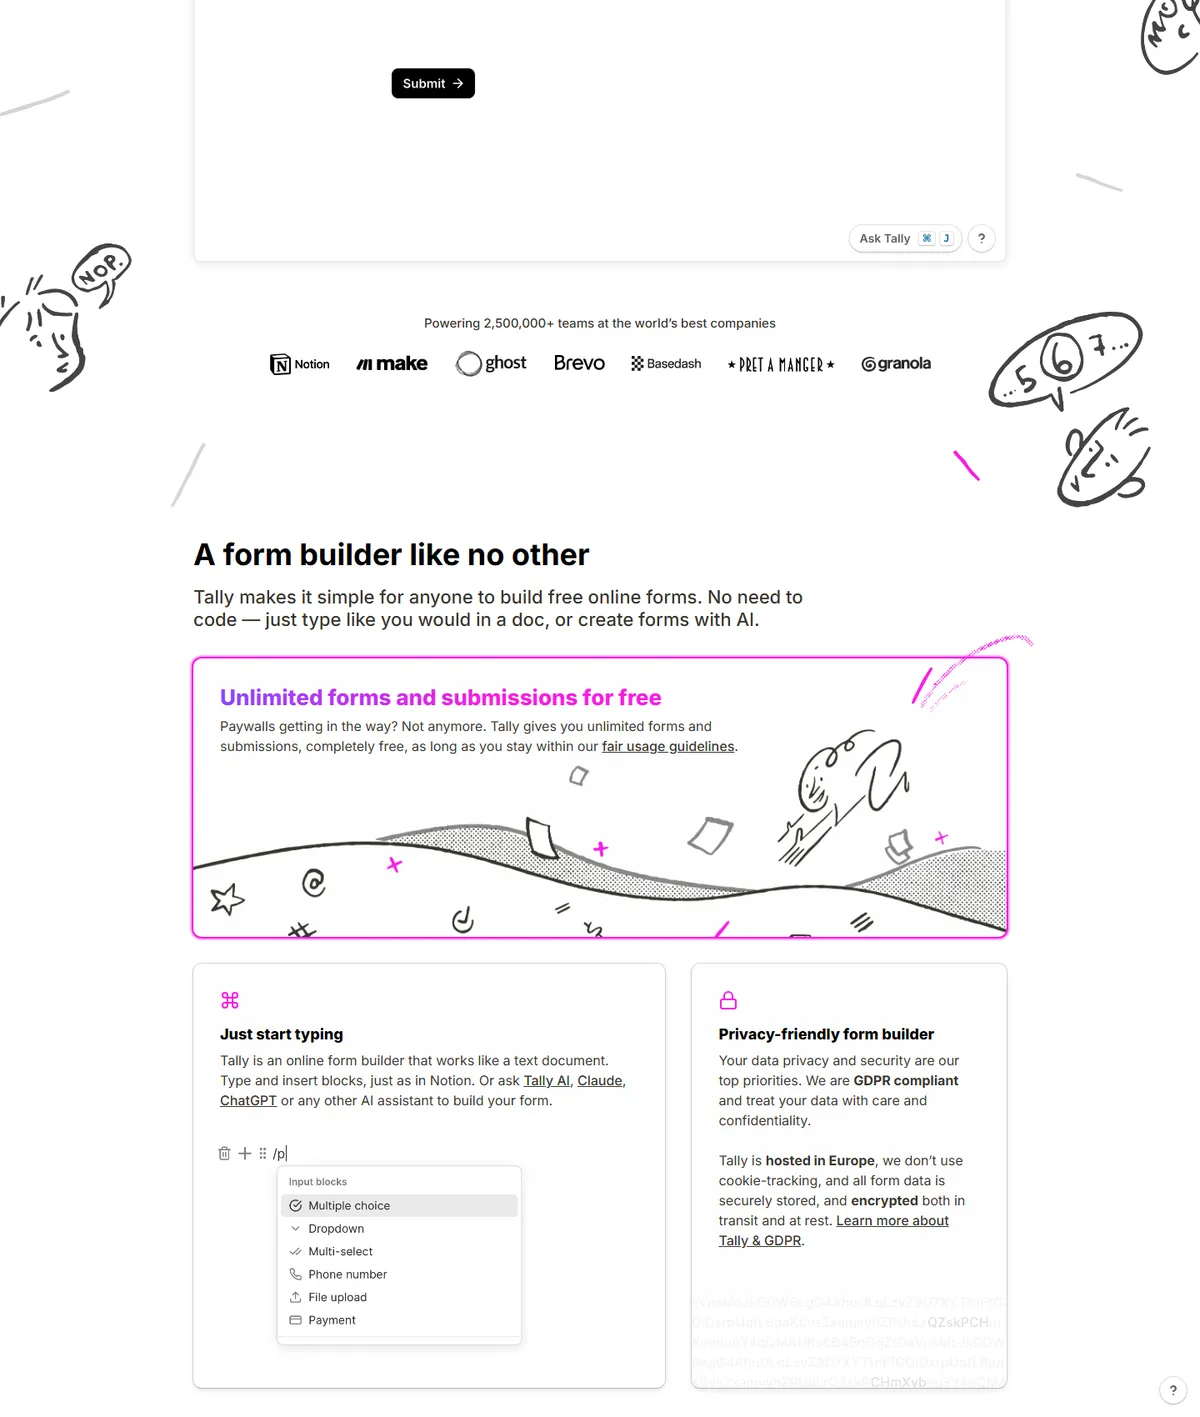 Submit →
Ask Tally ⌘ J ?
NOP.
Powering 2,500,000+ teams at the world's best companies
Notion make ghost Brevo Basedash ★ PRET A MANGER ★ granola
...5 6 7...
A form builder like no other
Tally makes it simple for anyone to build free online forms. No need to
code — just type like you would in a doc, or create forms with AI.
Unlimited forms and submissions for free
Paywalls getting in the way? Not anymore. Tally gives you unlimited forms and
submissions, completely free, as long as you stay within our fair usage guidelines.
@
#
Just start typing
Tally is an online form builder that works like a text document.
Type and insert blocks, just as in Notion. Or ask Tally AI, Claude,
ChatGPT or any other AI assistant to build your form.
/p
Input blocks
Multiple choice
Dropdown
Multi-select
Phone number
File upload
Payment
Privacy-friendly form builder
Your data privacy and security are our
top priorities. We are GDPR compliant
and treat your data with care and
confidentiality.
Tally is hosted in Europe, we don't use
cookie-tracking, and all form data is
securely stored, and encrypted both in
transit and at rest. Learn more about
Tally & GDPR.
QZskPCH
CHmXyb
?